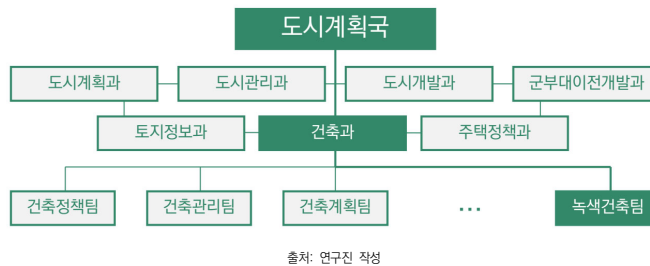 도시계획국
도시계획과 도시관리과 도시개발과 군부대이전개발과
토지정보과 건축과 주택정책과
건축정책팀 건축관리팀 건축계획팀 ... 녹색건축팀
출처: 연구진 작성